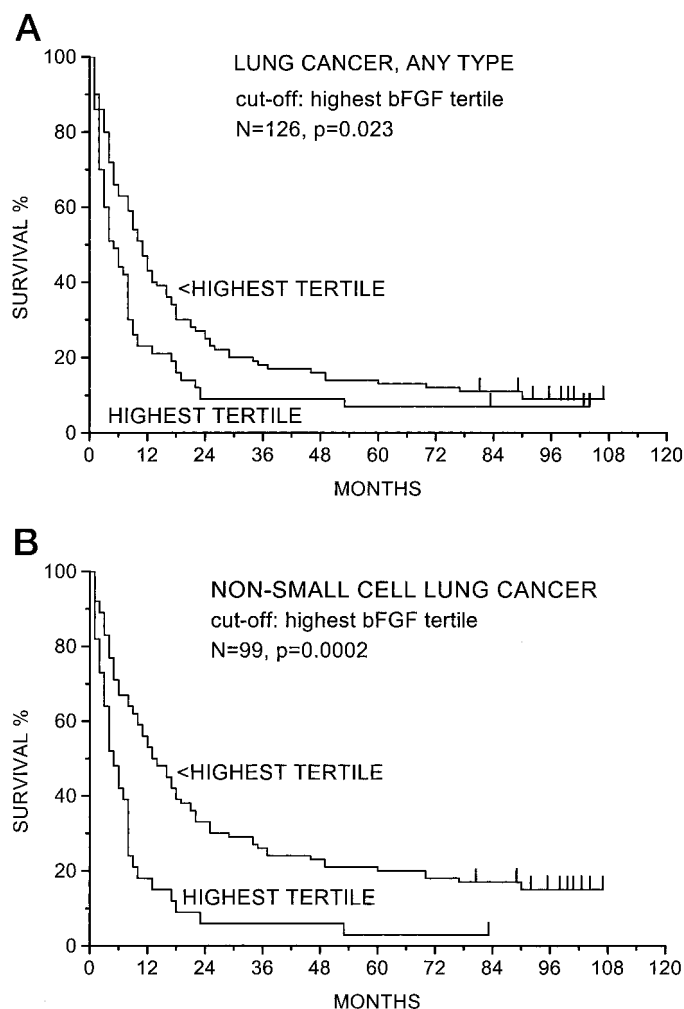 A
LUNG CANCER, ANY TYPE
cut-off: highest bFGF tertile
N=126, p=0.023
100
80
60
40
20
0
SURVIVAL %
<HIGHEST TERTILE
HIGHEST TERTILE
0 12 24 36 48 60 72 84 96 108 120
MONTHS
B
NON-SMALL CELL LUNG CANCER
cut-off: highest bFGF tertile
N=99, p=0.0002
100
80
60
40
20
0
SURVIVAL %
<HIGHEST TERTILE
HIGHEST TERTILE
0 12 24 36 48 60 72 84 96 108 120
MONTHS